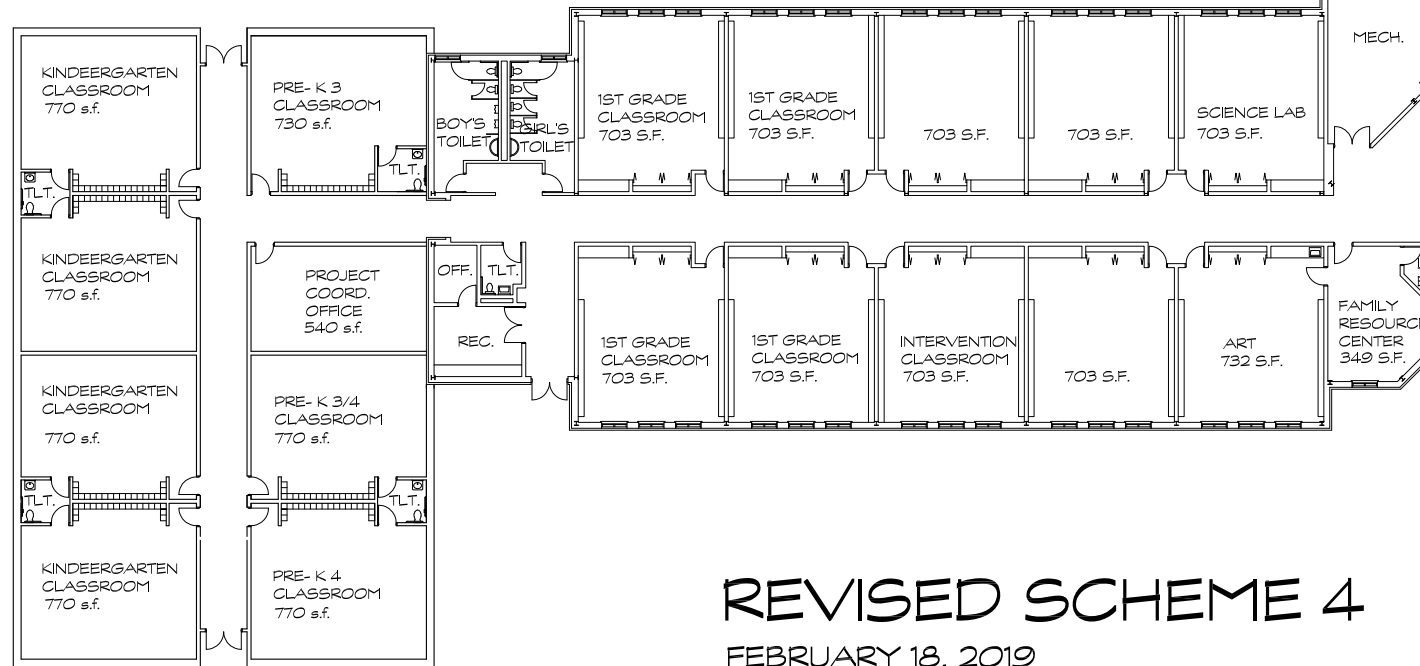 KINDEERGARTEN
CLASSROOM
770 s.f.
PRE- K 3
CLASSROOM
730 s.f.
BOY'S
TOILET
GIRL'S
TOILET
1ST GRADE
CLASSROOM
703 S.F.
1ST GRADE
CLASSROOM
703 S.F.
703 S.F.
703 S.F.
SCIENCE LAB
703 S.F.
MECH.
TLT.
TLT.
KINDEERGARTEN
CLASSROOM
770 s.f.
PROJECT
COORD.
OFFICE
540 s.f.
OFF.
TLT.
REC.
1ST GRADE
CLASSROOM
703 S.F.
1ST GRADE
CLASSROOM
703 S.F.
INTERVENTION
CLASSROOM
703 S.F.
703 S.F.
ART
732 S.F.
FAMILY
RESOURCE
CENTER
349 S.F.
KINDEERGARTEN
CLASSROOM
770 s.f.
PRE- K 3/4
CLASSROOM
770 s.f.
TLT.
TLT.
KINDEERGARTEN
CLASSROOM
770 s.f.
PRE- K 4
CLASSROOM
770 s.f.
REVISED SCHEME 4
FEBRUARY 18, 2019